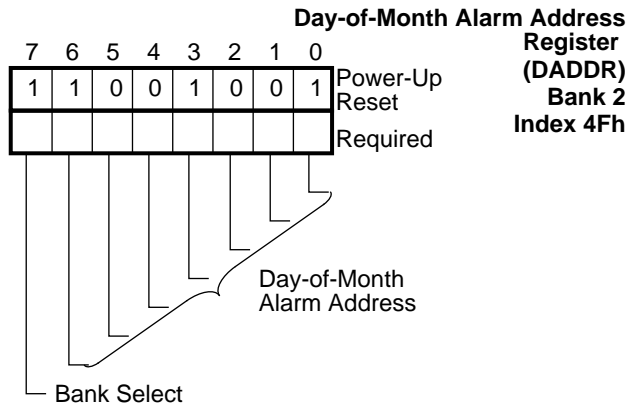 Day-of-Month Alarm Address
Register
(DADDR)
Bank 2
Index 4Fh
7 6 5 4 3 2 1 0
1 1 0 0 1 0 0 1
Power-Up
Reset
Required
Day-of-Month
Alarm Address
Bank Select